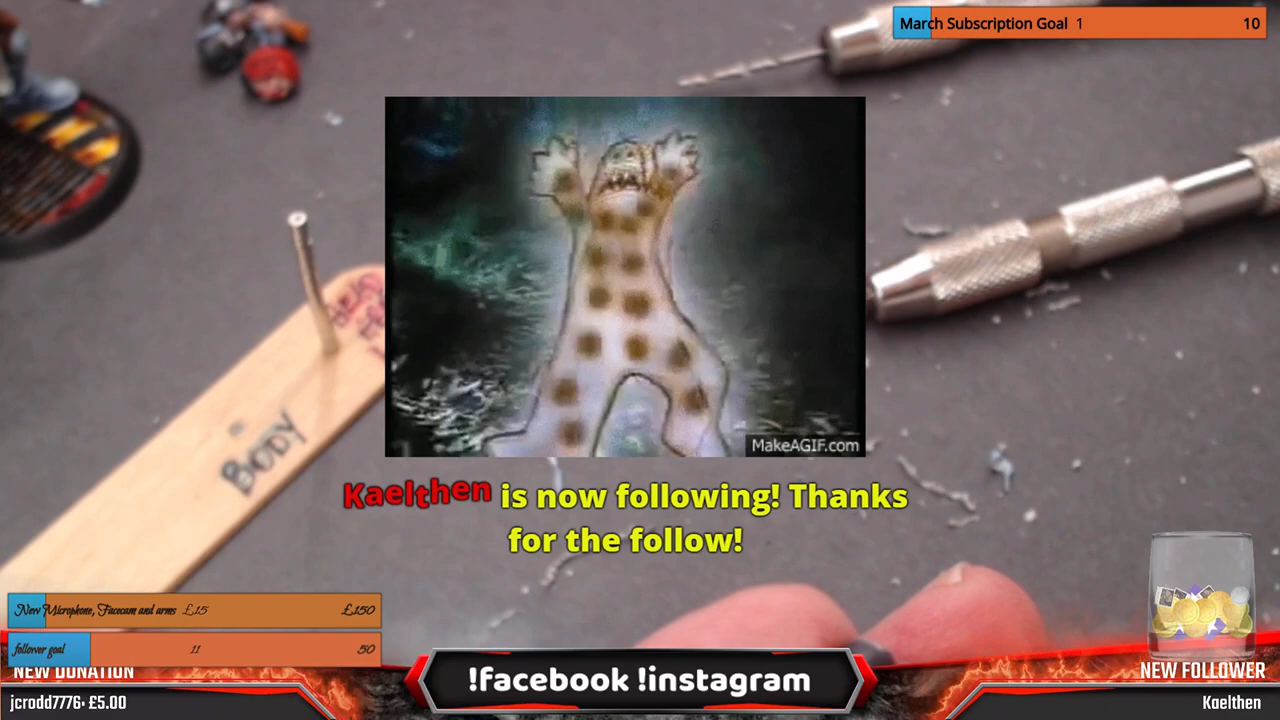 March Subscription Goal 1 10
MakeAGIF.com
BODY
Kaelthen is now following! Thanks
for the follow!
New Microphone, Facecam and arms £15 £150
follower goal 11 50
NEW DONATION
jcrodd7776: £5.00
!facebook !instagram
NEW FOLLOWER
Kaelthen